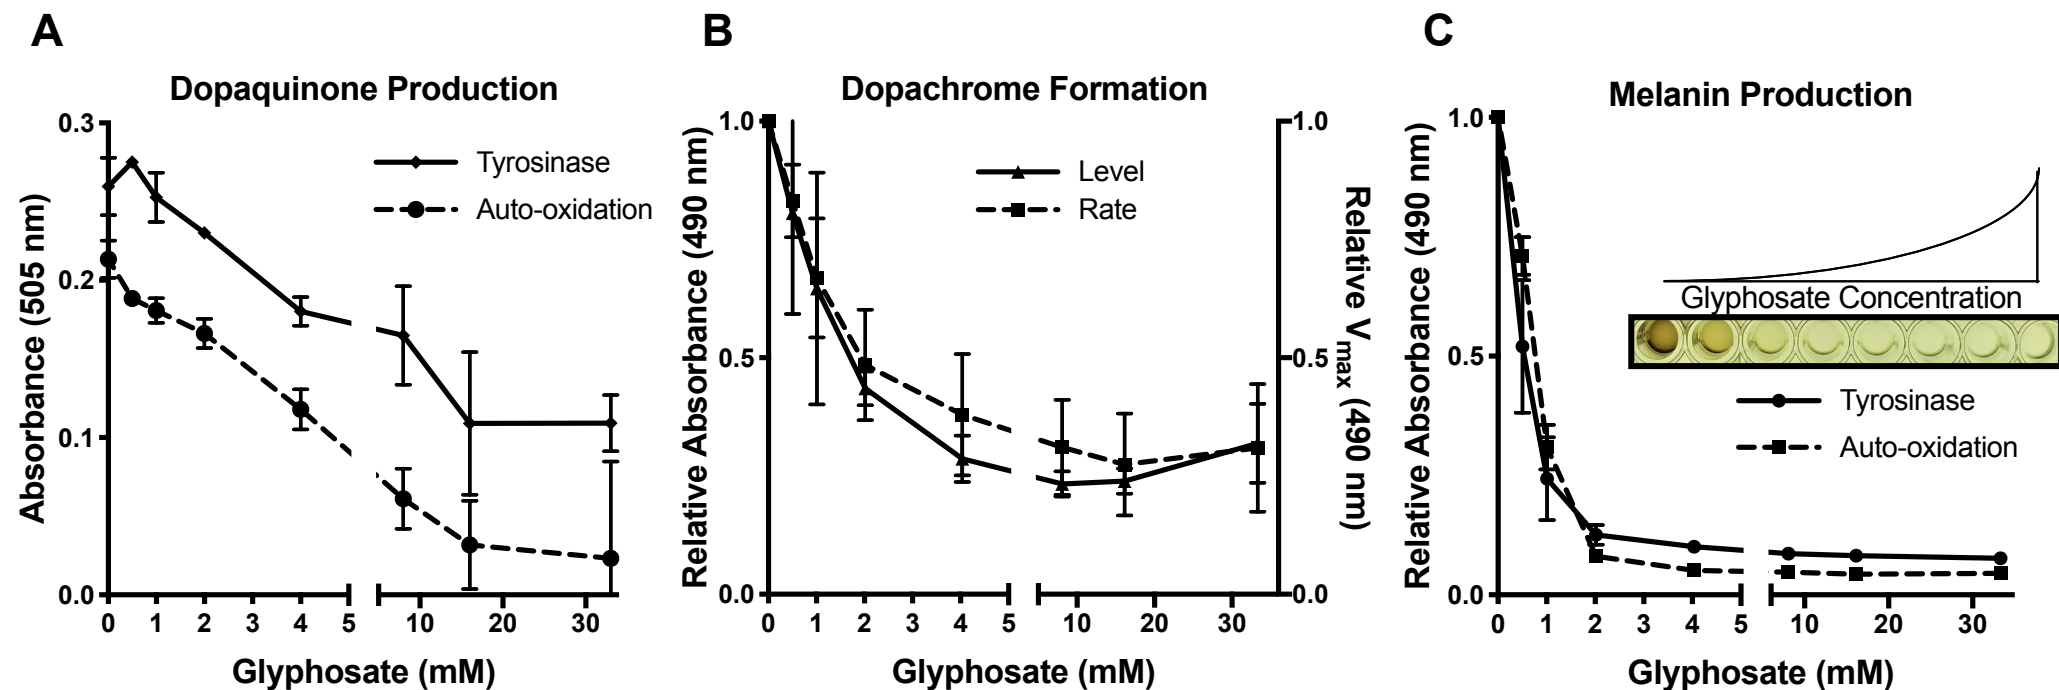 A
Dopaquinone Production
Absorbance (505 nm)
0.3
0.2
0.1
0.0
Tyrosinase
Auto-oxidation
0 1 2 3 4 5 10 20 30
Glyphosate (mM)
B
Dopachrome Formation
Relative Absorbance (490 nm)
1.0
0.5
0.0
Level
Rate
1.0
0.5
0.0
Relative Vmax (490 nm)
0 1 2 3 4 5 10 20 30
Glyphosate (mM)
C
Melanin Production
Relative Absorbance (490 nm)
1.0
0.5
0.0
Glyphosate Concentration
Tyrosinase
Auto-oxidation
0 1 2 3 4 5 10 20 30
Glyphosate (mM)